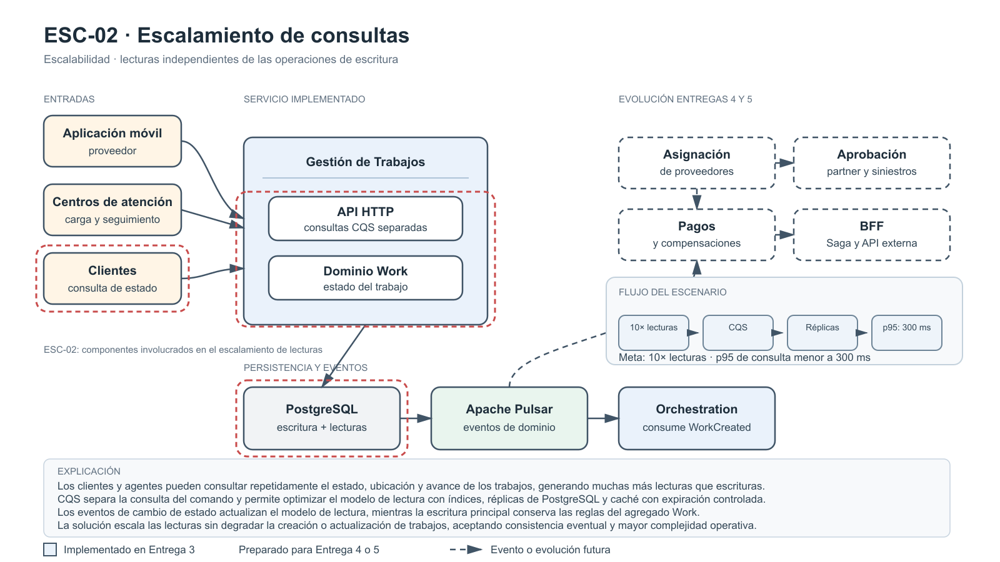 ESC-02 · Escalamiento de consultas
Escalabilidad · lecturas independientes de las operaciones de escritura
ENTRADAS
SERVICIO IMPLEMENTADO
EVOLUCIÓN ENTREGAS 4 Y 5
Aplicación móvil
proveedor
Centros de atención
carga y seguimiento
Clientes
consulta de estado
Gestión de Trabajos
API HTTP
consultas CQS separadas
Dominio Work
estado del trabajo
Asignación
de proveedores
Aprobación
partner y siniestros
Pagos
y compensaciones
BFF
Saga y API externa
FLUJO DEL ESCENARIO
10× lecturas
CQS
Réplicas
p95: 300 ms
Meta: 10× lecturas · p95 de consulta menor a 300 ms
ESC-02: componentes involucrados en el escalamiento de lecturas
PERSISTENCIA Y EVENTOS
PostgreSQL
escritura + lecturas
Apache Pulsar
eventos de dominio
Orchestration
consume WorkCreated
EXPLICACIÓN
Los clientes y agentes pueden consultar repetidamente el estado, ubicación y avance de los trabajos, generando muchas más lecturas que escrituras.
CQS separa la consulta del comando y permite optimizar el modelo de lectura con índices, réplicas de PostgreSQL y caché con expiración controlada.
Los eventos de cambio de estado actualizan el modelo de lectura, mientras la escritura principal conserva las reglas del agregado Work.
La solución escala las lecturas sin degradar la creación o actualización de trabajos, aceptando consistencia eventual y mayor complejidad operativa.
Implementado en Entrega 3
Preparado para Entrega 4 o 5
Evento o evolución futura